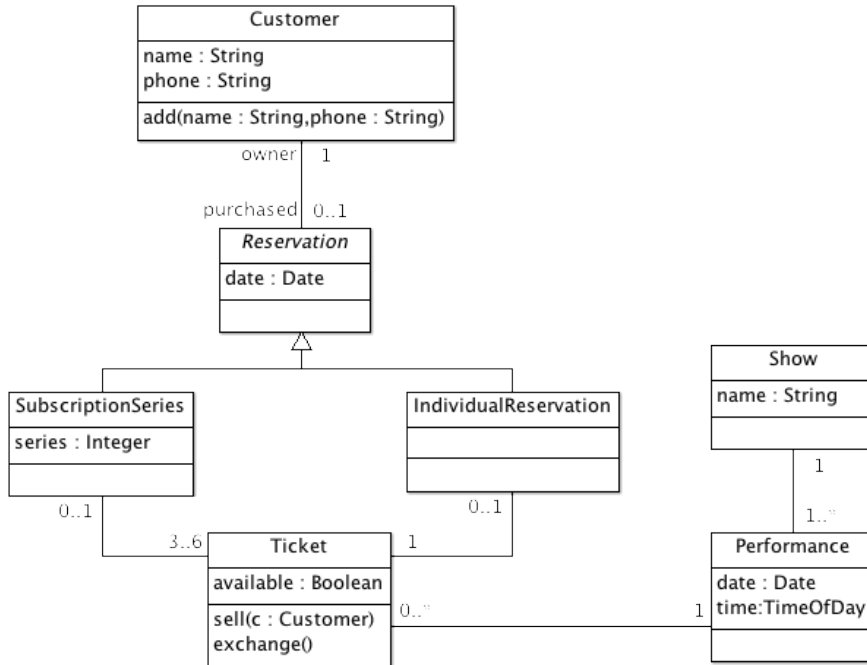 Customer
name : String
phone : String
add(name : String,phone : String)
owner
1
purchased
0..1
Reservation
date : Date
SubscriptionSeries
series : Integer
IndividualReservation
Show
name : String
0..1
0..1
1
1..*
3..6
Ticket
1
available : Boolean
sell(c : Customer)
exchange()
0..*
1
Performance
date : Date
time:TimeOfDay